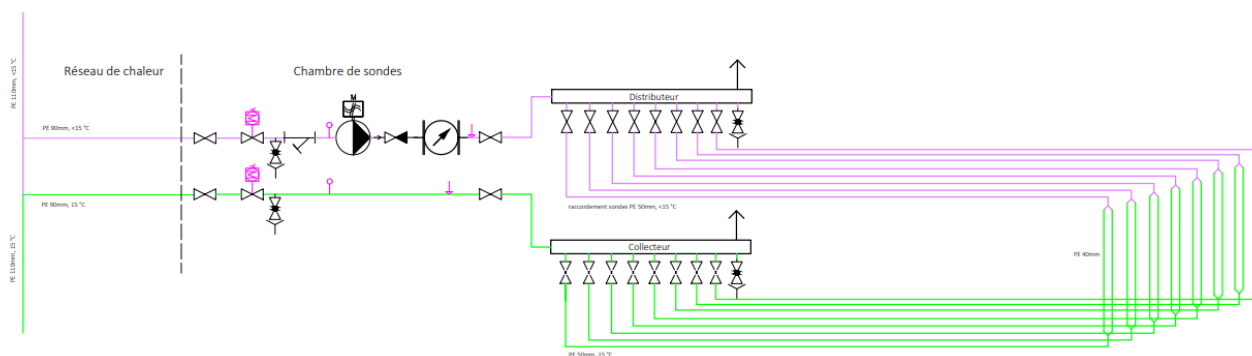 PE 110mm, <15 °C
Réseau de chaleur
Chambre de sondes
M
Distributeur
PE 90mm, <15 °C
M
M
PE 90mm, 15 °C
raccordement sondes PE 50mm, <15 °C
Collecteur
PE 110mm, 15 °C
PE 40mm
PE 50mm, 15 °C